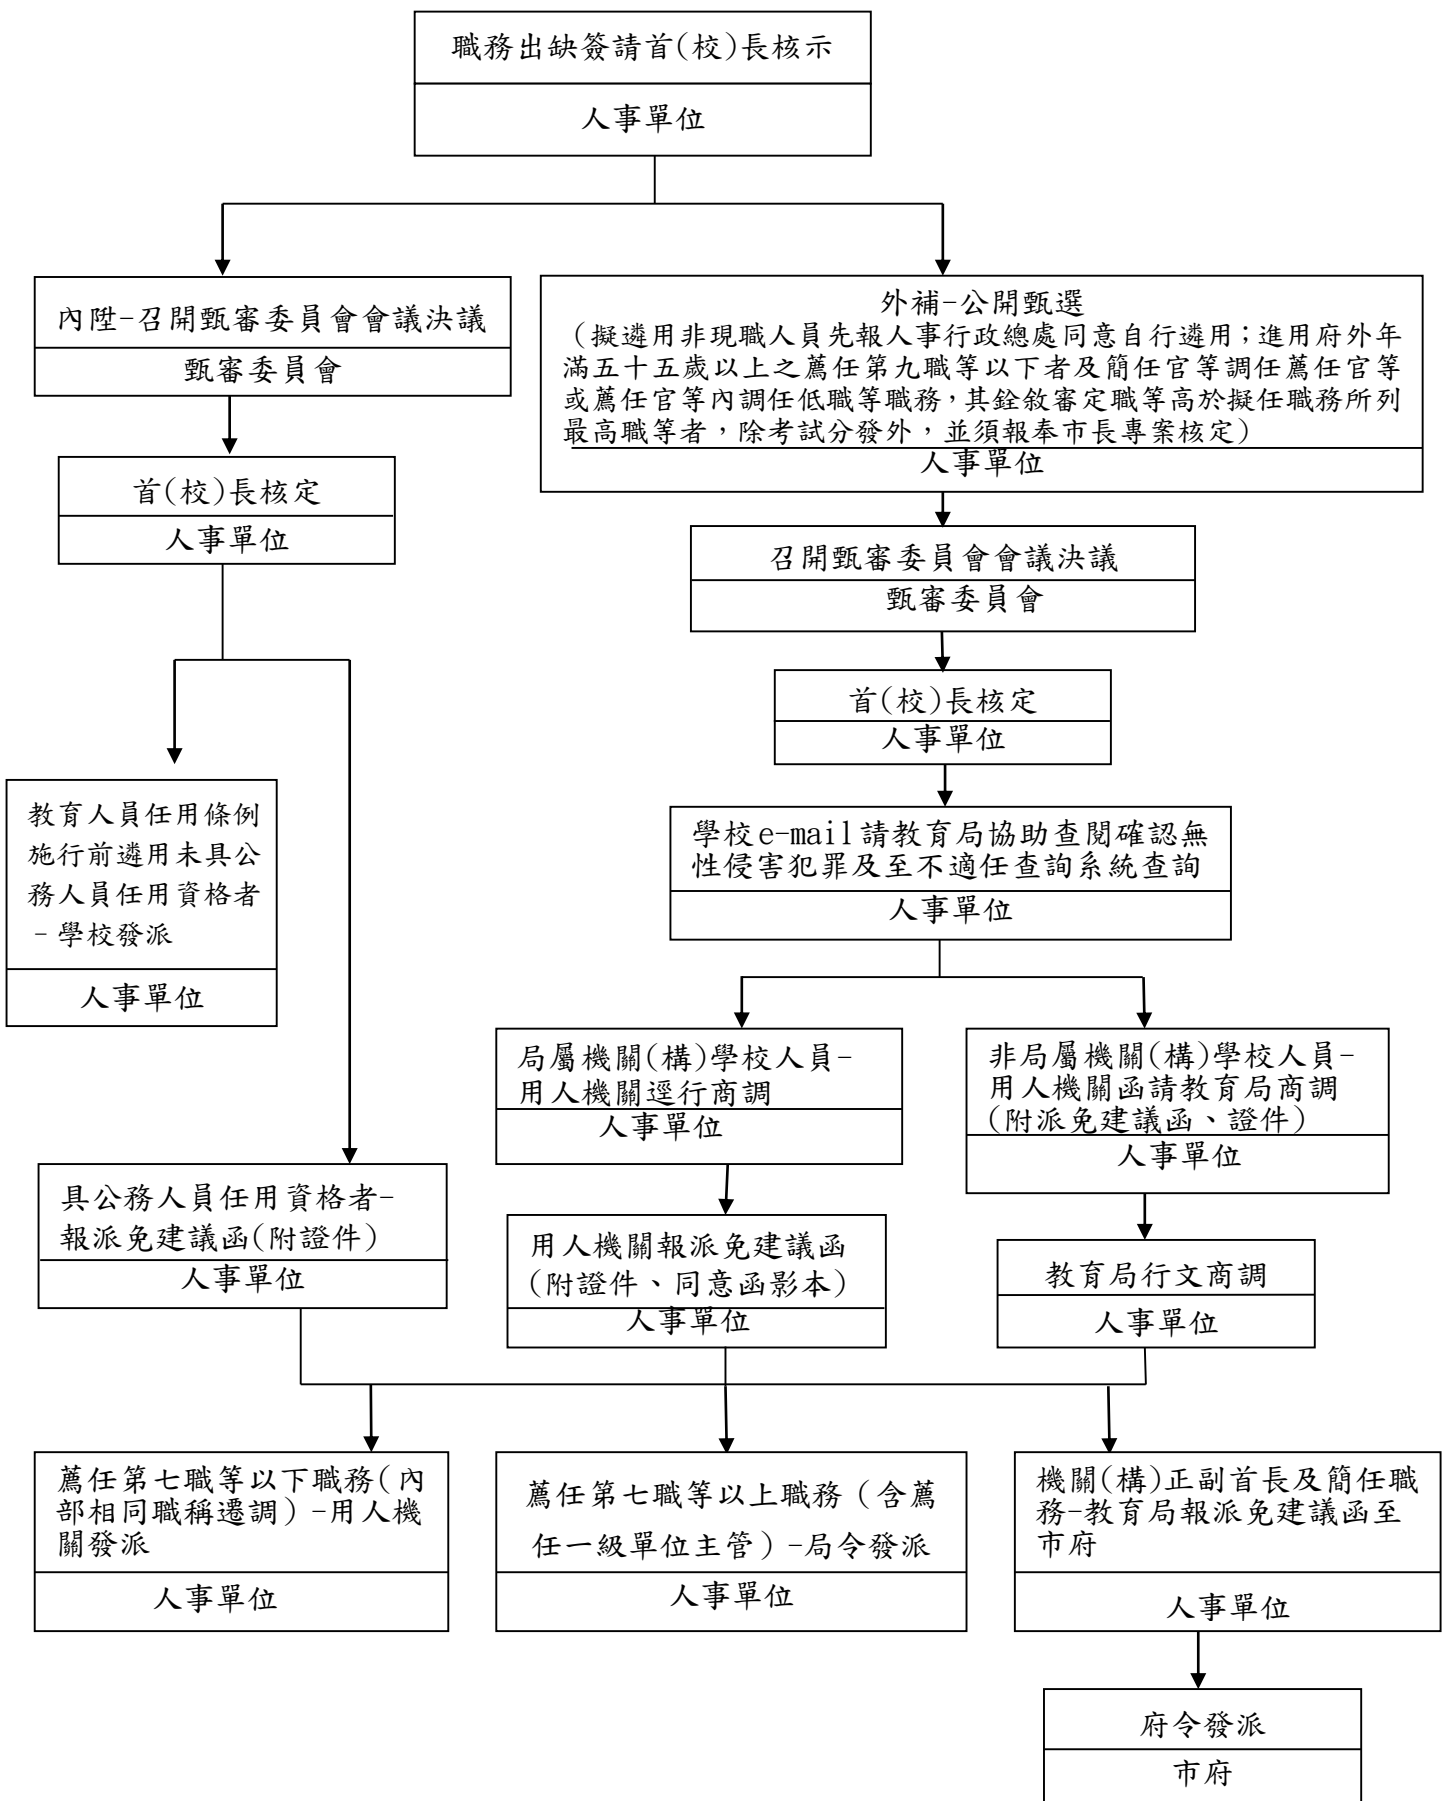 職務出缺簽請首(校)長核示
人事單位
內陞-召開甄審委員會會議決議
甄審委員會
首(校)長核定
人事單位
外補-公開甄選
(擬遴用非現職人員先報人事行政總處同意自行遴用;進用府外年
滿五十五歲以上之薦任第九職等以下者及簡任官等調任薦任官等
或薦任官等內調任低職等職務,其銓敘審定職等高於擬任職務所列
最高職等者,除考試分發外,並須報奉市長專案核定)
人事單位
召開甄審委員會會議決議
甄審委員會
首(校)長核定
人事單位
學校e-mail請教育局協助查閱確認無
性侵害犯罪及至不適任查詢系統查詢
人事單位
教育人員任用條例
施行前遴用未具公
務人員任用資格者
-學校發派
人事單位
局屬機關(構)學校人員-
用人機關逕行商調
人事單位
非局屬機關(構)學校人員-
用人機關函請教育局商調
(附派免建議函、證件)
人事單位
具公務人員任用資格者-
報派免建議函(附證件)
人事單位
用人機關報派免建議函
(附證件、同意函影本)
人事單位
教育局行文商調
人事單位
薦任第七職等以下職務(內
部相同職稱遷調)-用人機
關發派
人事單位
薦任第七職等以上職務(含薦
任一級單位主管)-局令發派
人事單位
機關(構)正副首長及簡任職
務-教育局報派免建議函至
市府
人事單位
府令發派
市府